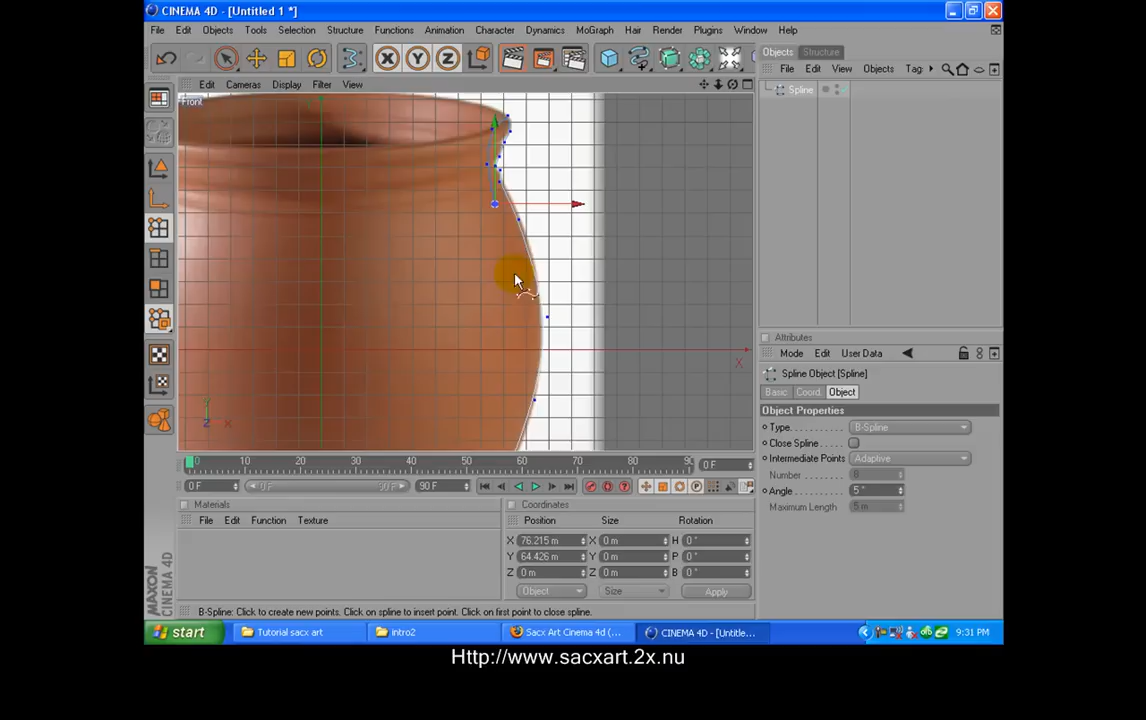 CINEMA 4D - [Untitled 1 *]
File Edit Objects Tools Selection Structure Functions Animation Character Dynamics MoGraph Hair Render Plugins Window Help
X Y Z
Objects Structure
File Edit View Objects Tag
Edit Cameras Display Filter View
Front
Spline
X
Z X
Attributes
Mode Edit User Data
Spline Object [Spline]
Basic Coord. Object
Object Properties
Type B-Spline
Close Spline
Intermediate Points Adaptive
Number 8
Angle 5 °
Maximum Length 5 m
0 10 20 30 40 50 60 70 80 90 0 F
0 F 0 F 90 F 90 F
Materials
File Edit Function Texture
Coordinates
Position Size Rotation
X 76.215 m X 0 m H 0 °
Y 64.426 m Y 0 m P 0 °
Z 0 m Z 0 m B 0 °
Object Size Apply
MAXON CINEMA 4D
B-Spline: Click to create new points. Click on spline to insert point. Click on first point to close spline.
start Tutorial sacx art intro2 Sacx Art Cinema 4d (... CINEMA 4D - [Untitle... 9:31 PM
Http://www.sacxart.2x.nu